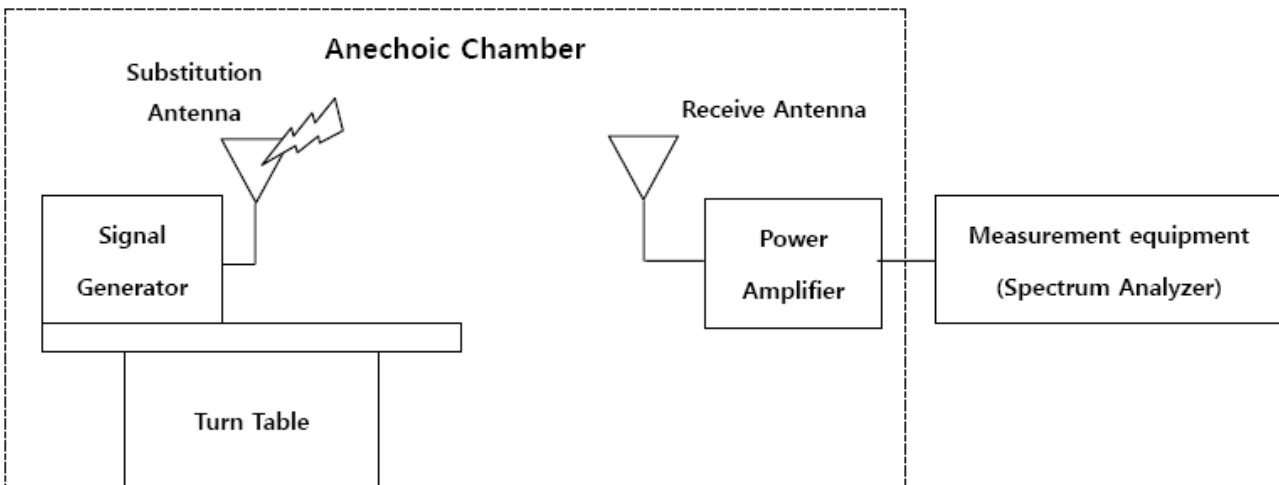 Anechoic Chamber
Substitution
Antenna
Receive Antenna
Signal
Generator
Power
Amplifier
Measurement equipment
(Spectrum Analyzer)
Turn Table